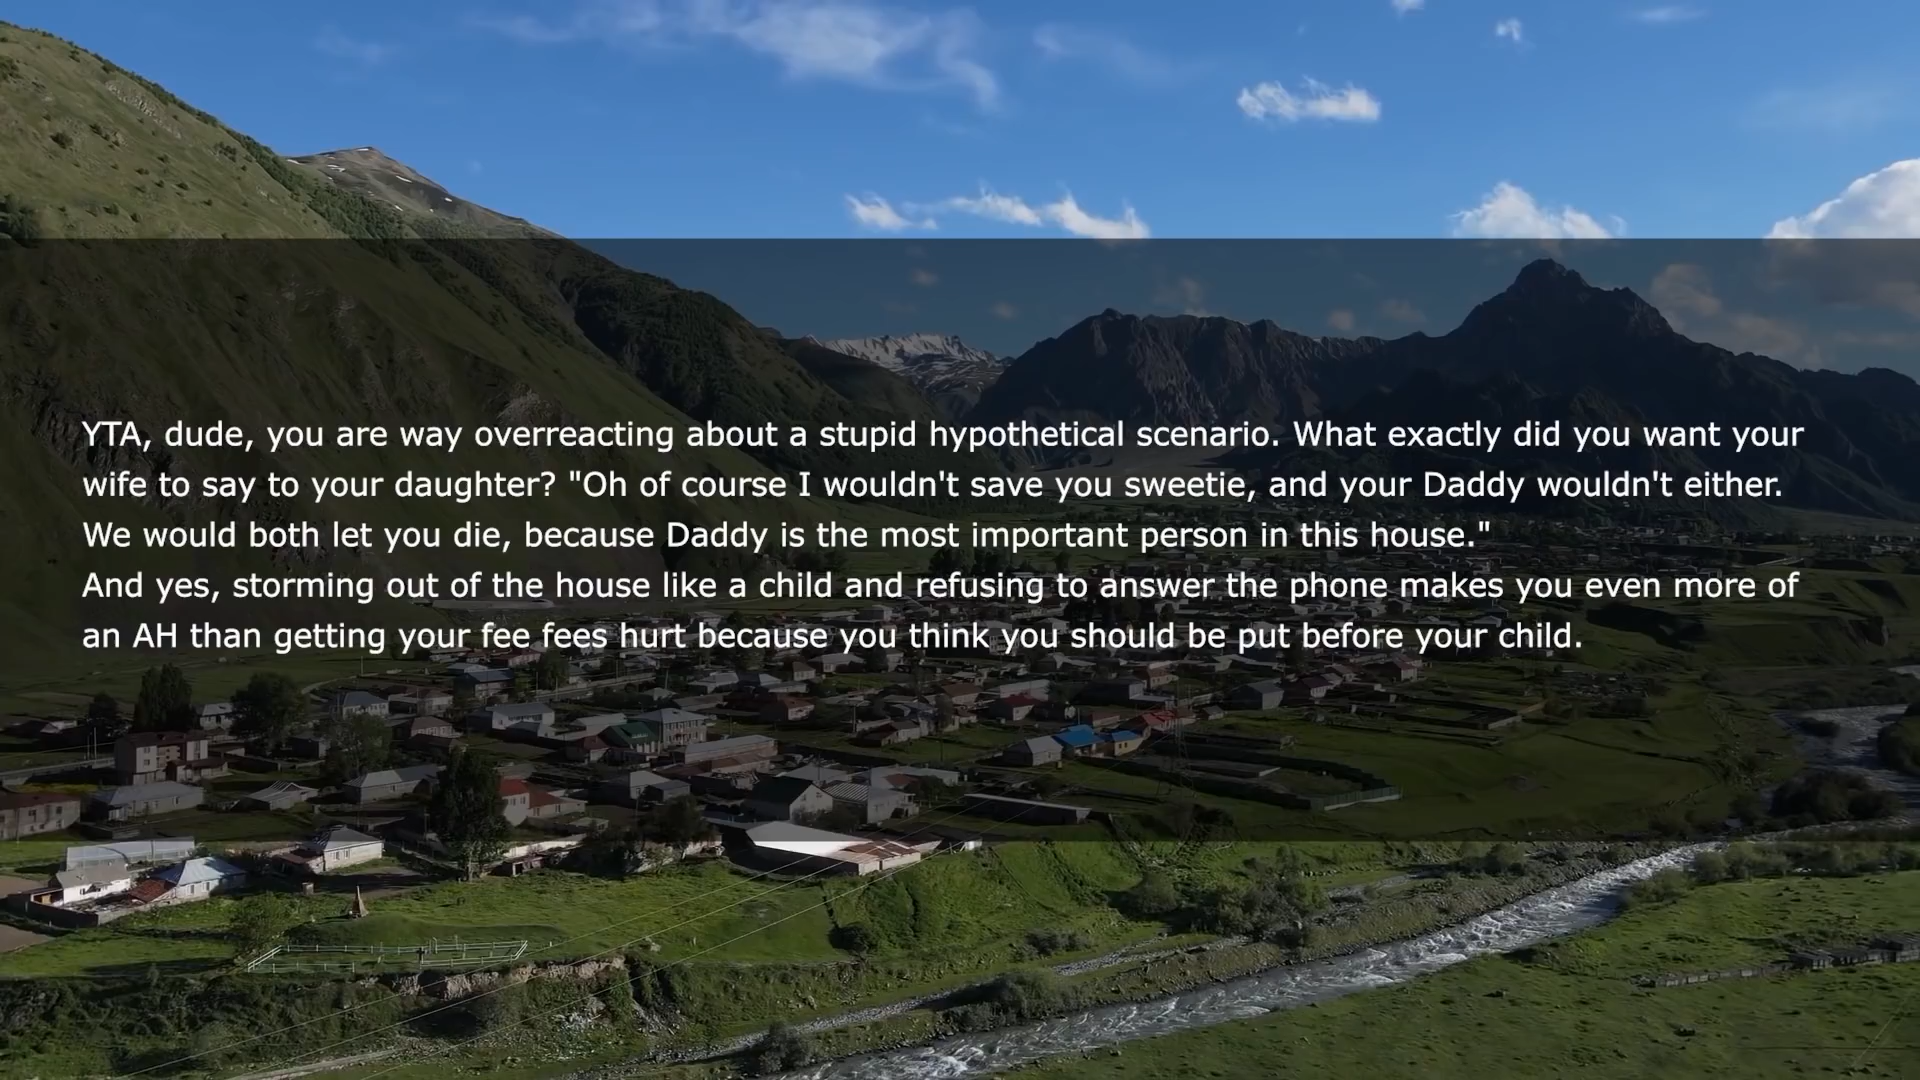 YTA, dude, you are way overreacting about a stupid hypothetical scenario. What exactly did you want your
wife to say to your daughter? "Oh of course I wouldn't save you sweetie, and your Daddy wouldn't either.
We would both let you die, because Daddy is the most important person in this house."
And yes, storming out of the house like a child and refusing to answer the phone makes you even more of
an AH than getting your fee fees hurt because you think you should be put before your child.